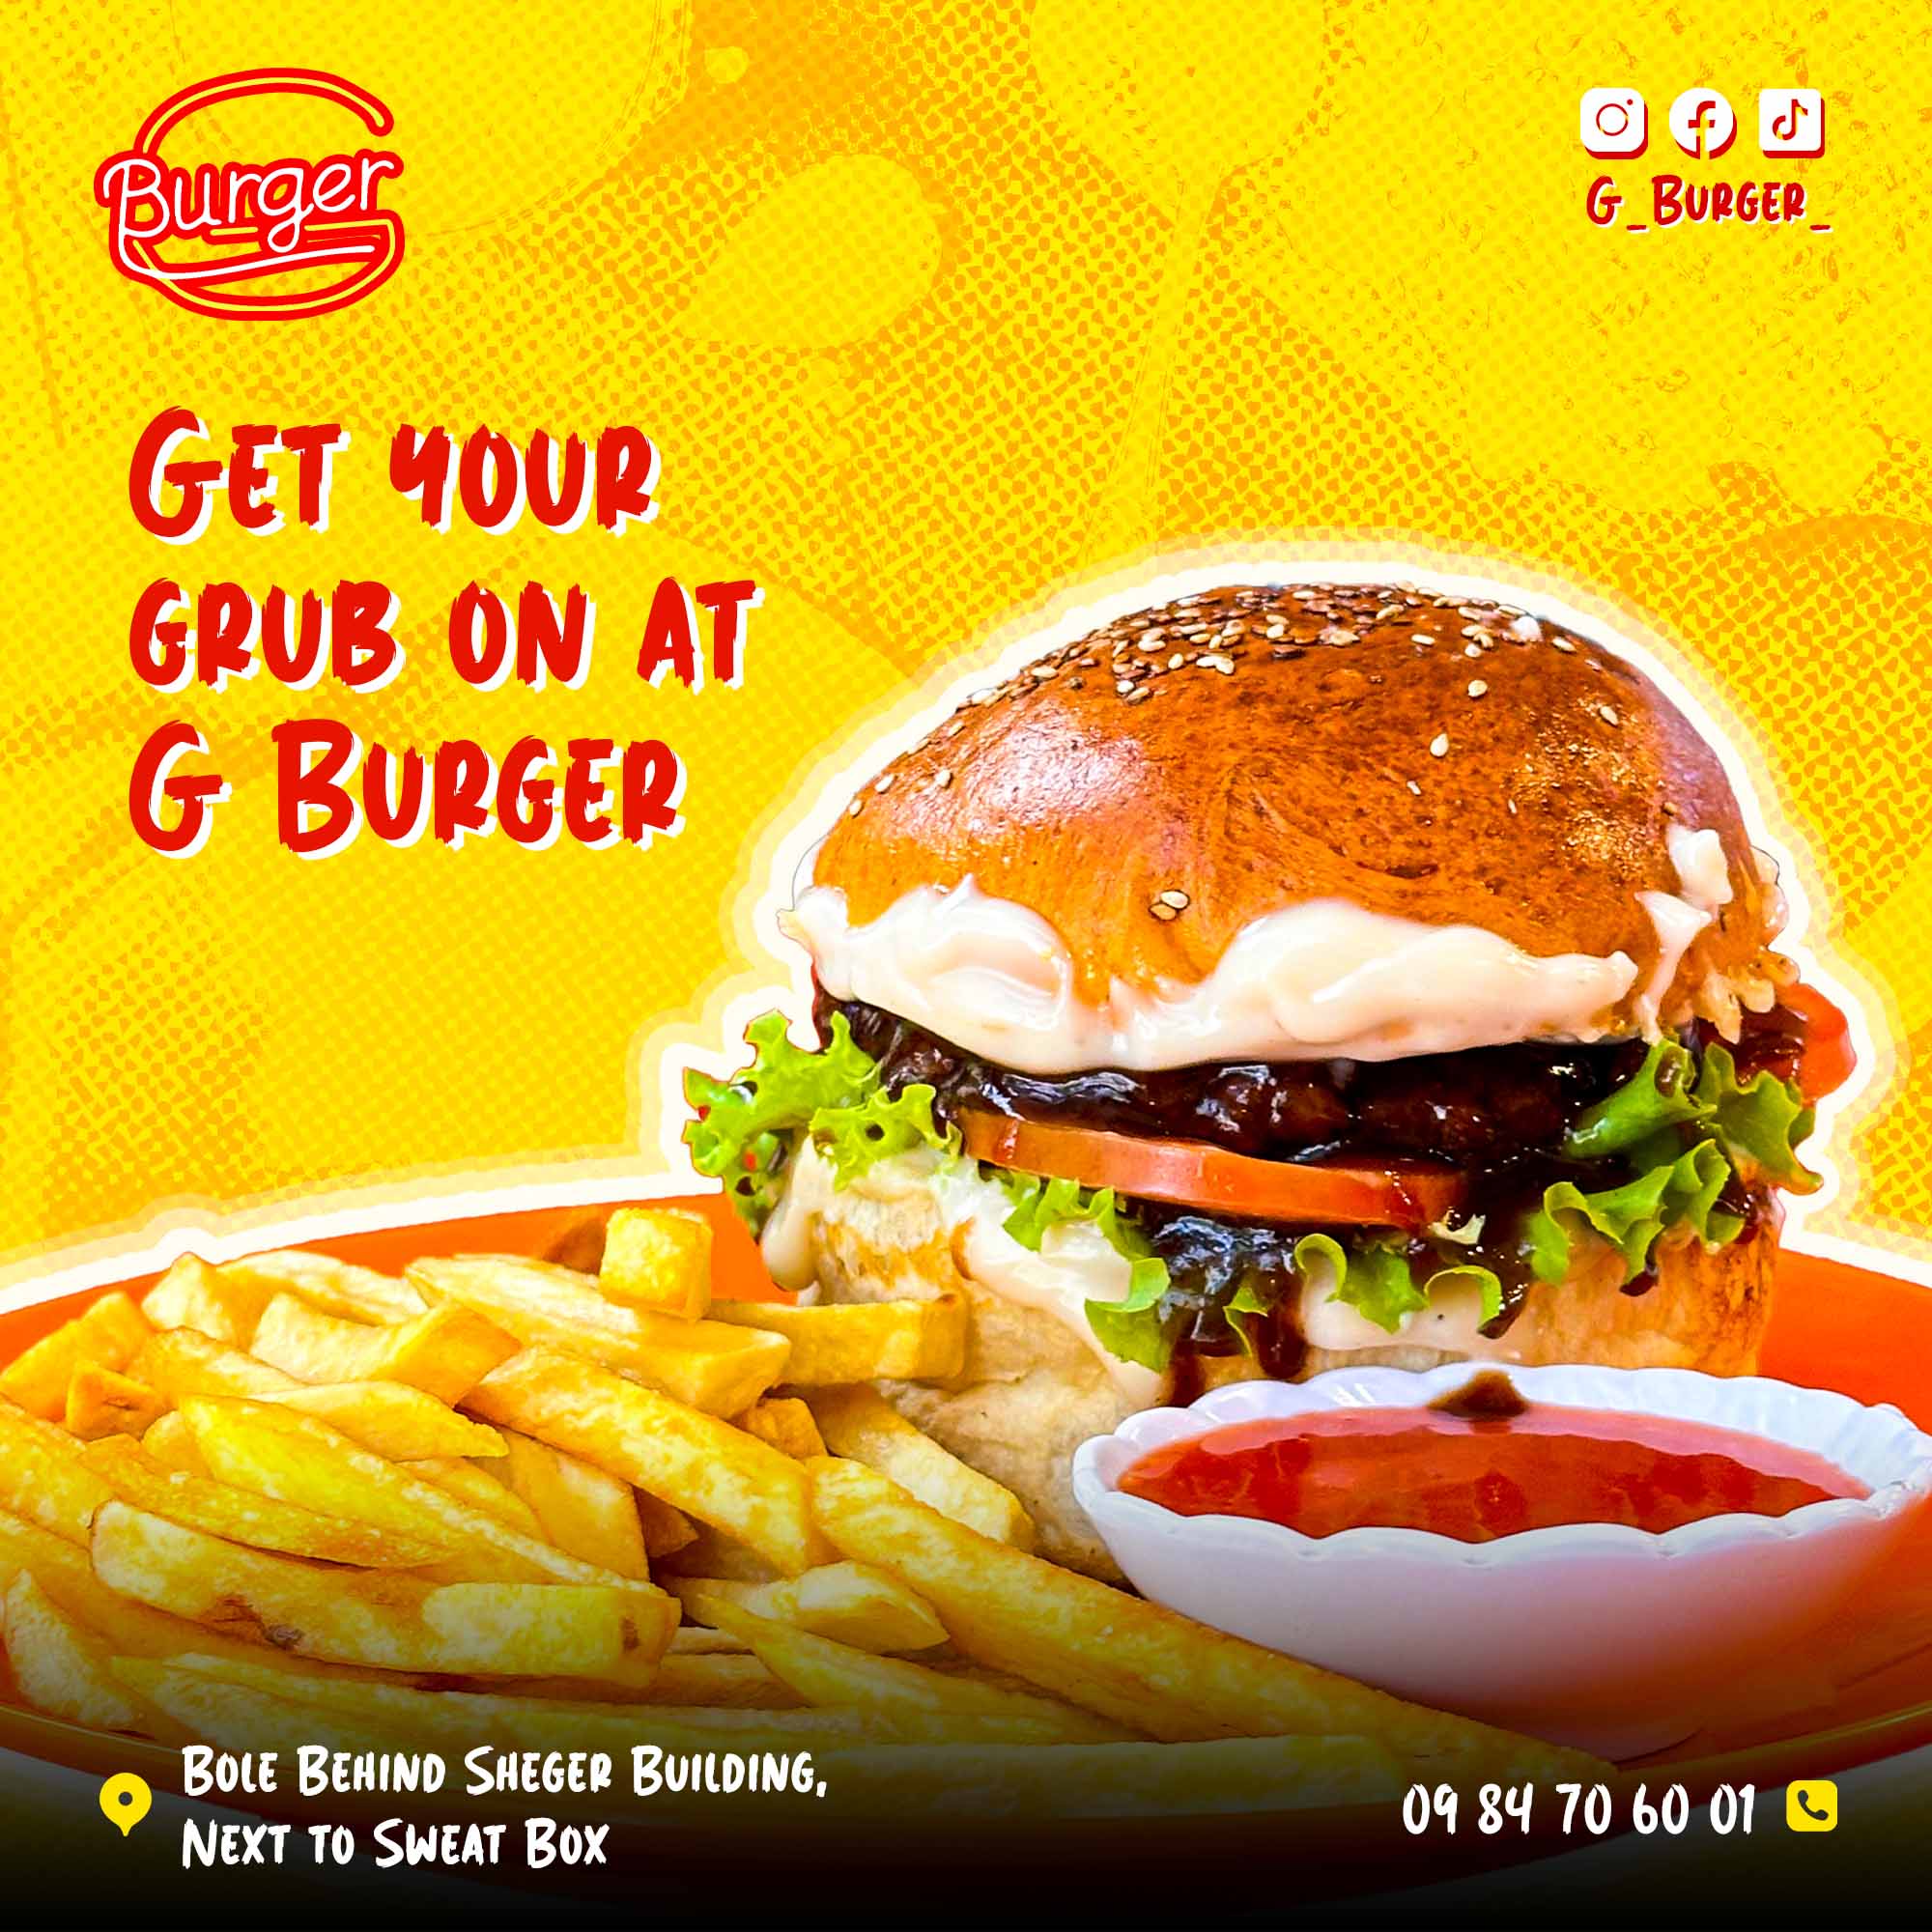 Burger
G_Burger_
Get your
grub on at
G Burger
Bole Behind Sheger Building,
Next to Sweat Box
09 84 70 60 01